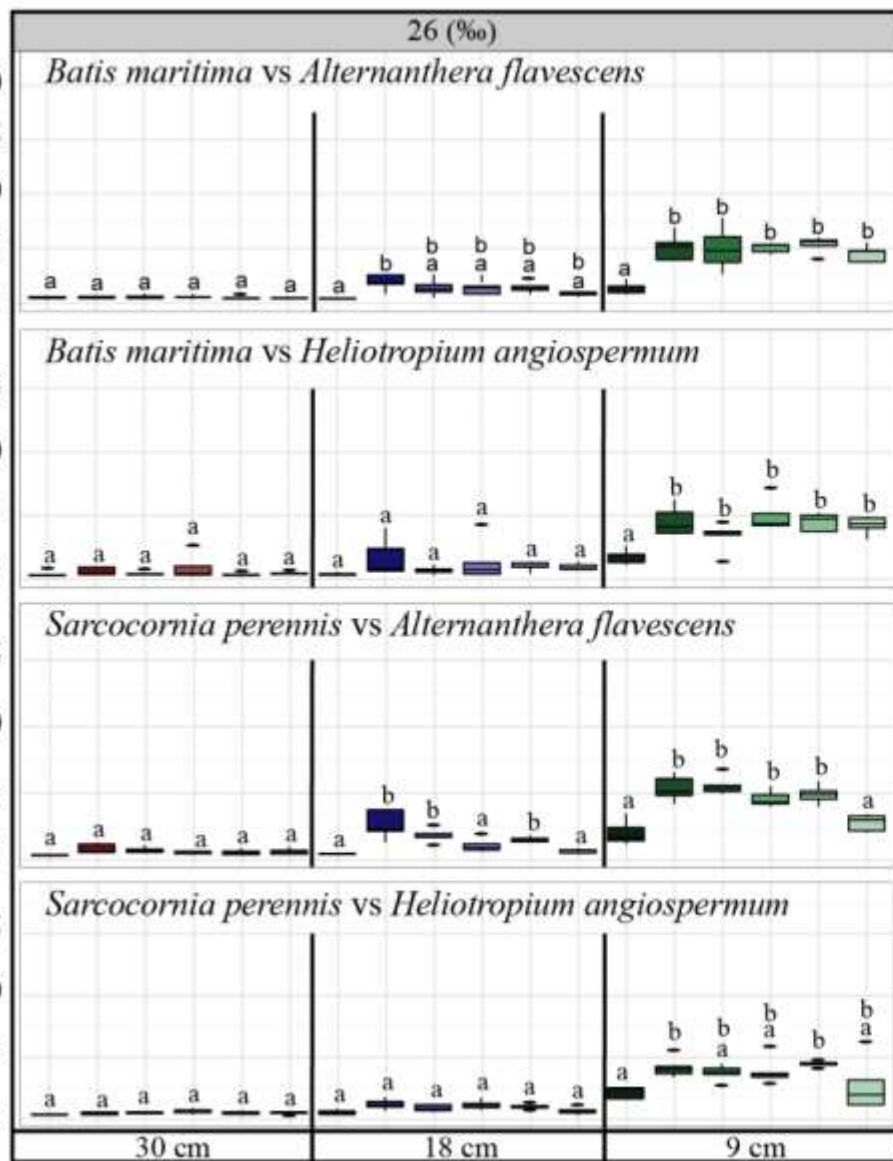 26 (‰)
Batis maritima vs Alternanthera flavescens
b b b b b
b b b b
a a a a a a a b a a a a a
Batis maritima vs Heliotropium angiospermum
a a a a a a a a a a a a a b b b b b
Sarcocornia perennis vs Alternanthera flavescens
a a a a a a a b b a b a a b b b b a
Sarcocornia perennis vs Heliotropium angiospermum
b b
b b a b a
a a a a a a a a a a a a a a
30 cm 18 cm 9 cm